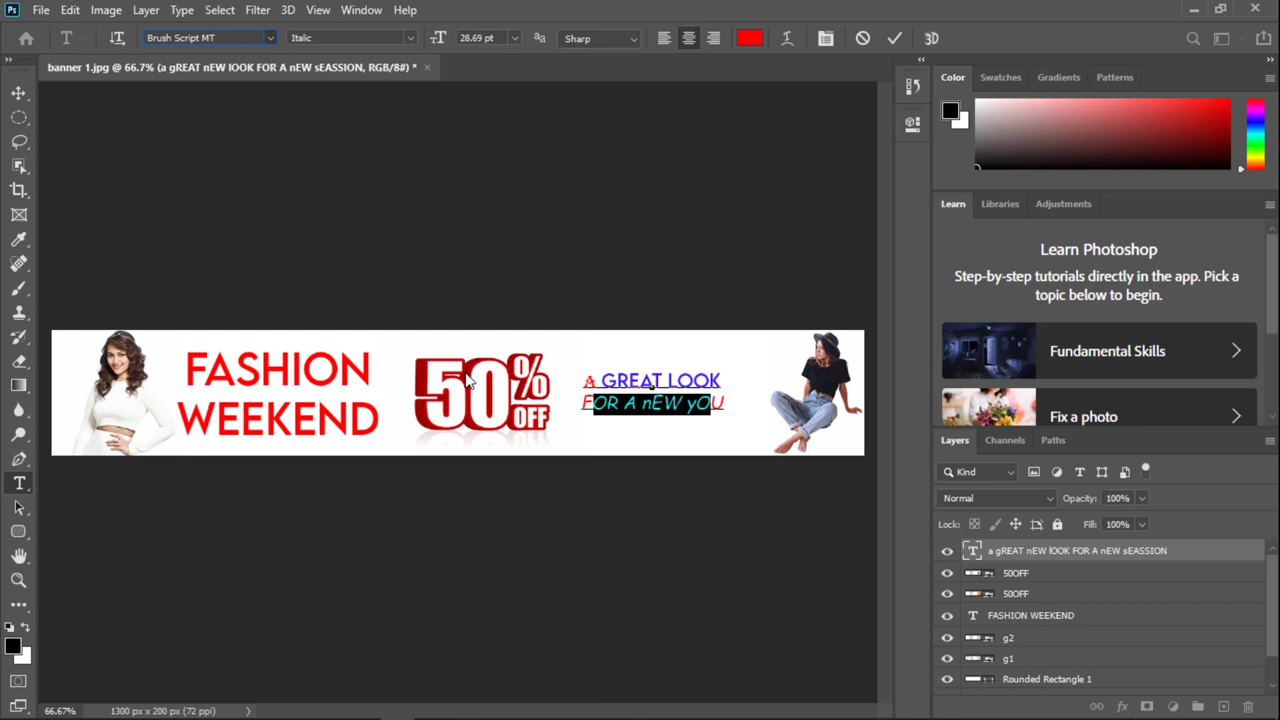 Ps File Edit Image Layer Type Select Filter 3D View Window Help
T Brush Script MT Italic 28.69 pt Sharp 3D
banner 1.jpg @ 66.7% (a gREAT nEW lOOK FOR A nEW sEASSION, RGB/8#) *
Color Swatches Gradients Patterns
Learn Libraries Adjustments
Learn Photoshop
Step-by-step tutorials directly in the app. Pick a
topic below to begin.
Fundamental Skills
Fix a photo
FASHION
WEEKEND
50%
OFF
A GREAT LOOK
FOR A nEW yOU
Layers Channels Paths
Kind
Normal Opacity: 100%
Lock: Fill: 100%
T a gREAT nEW lOOK FOR A nEW sEASSION
50OFF
50OFF
T FASHION WEEKEND
g2
g1
Rounded Rectangle 1
66.67% 1300 px x 200 px (72 ppi)